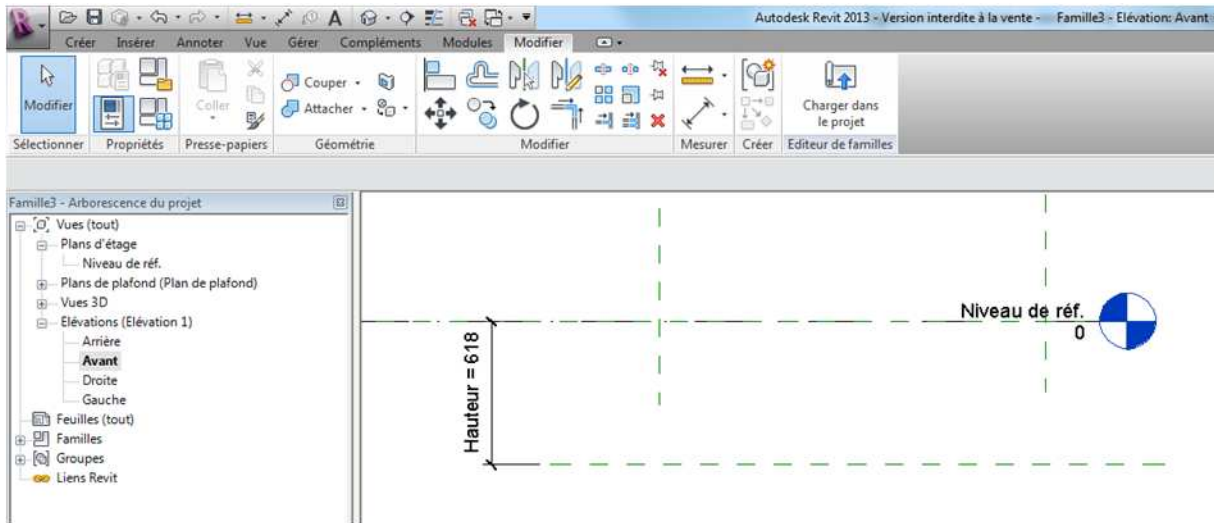 Autodesk Revit 2013 - Version interdite à la vente - Famille3 - Elévation: Avant
Créer Insérer Annoter Vue Gérer Compléments Modules Modifier
Modifier
Coller
Couper
Attacher
Charger dans
le projet
Sélectionner Propriétés Presse-papiers Géométrie Modifier Mesurer Créer Editeur de familles
Famille3 - Arborescence du projet
Vues (tout)
Plans d'étage
Niveau de réf.
Plans de plafond (Plan de plafond)
Vues 3D
Elévations (Elévation 1)
Arrière
Avant
Droite
Gauche
Feuilles (tout)
Familles
Groupes
Liens Revit
Niveau de réf.
0
Hauteur = 618